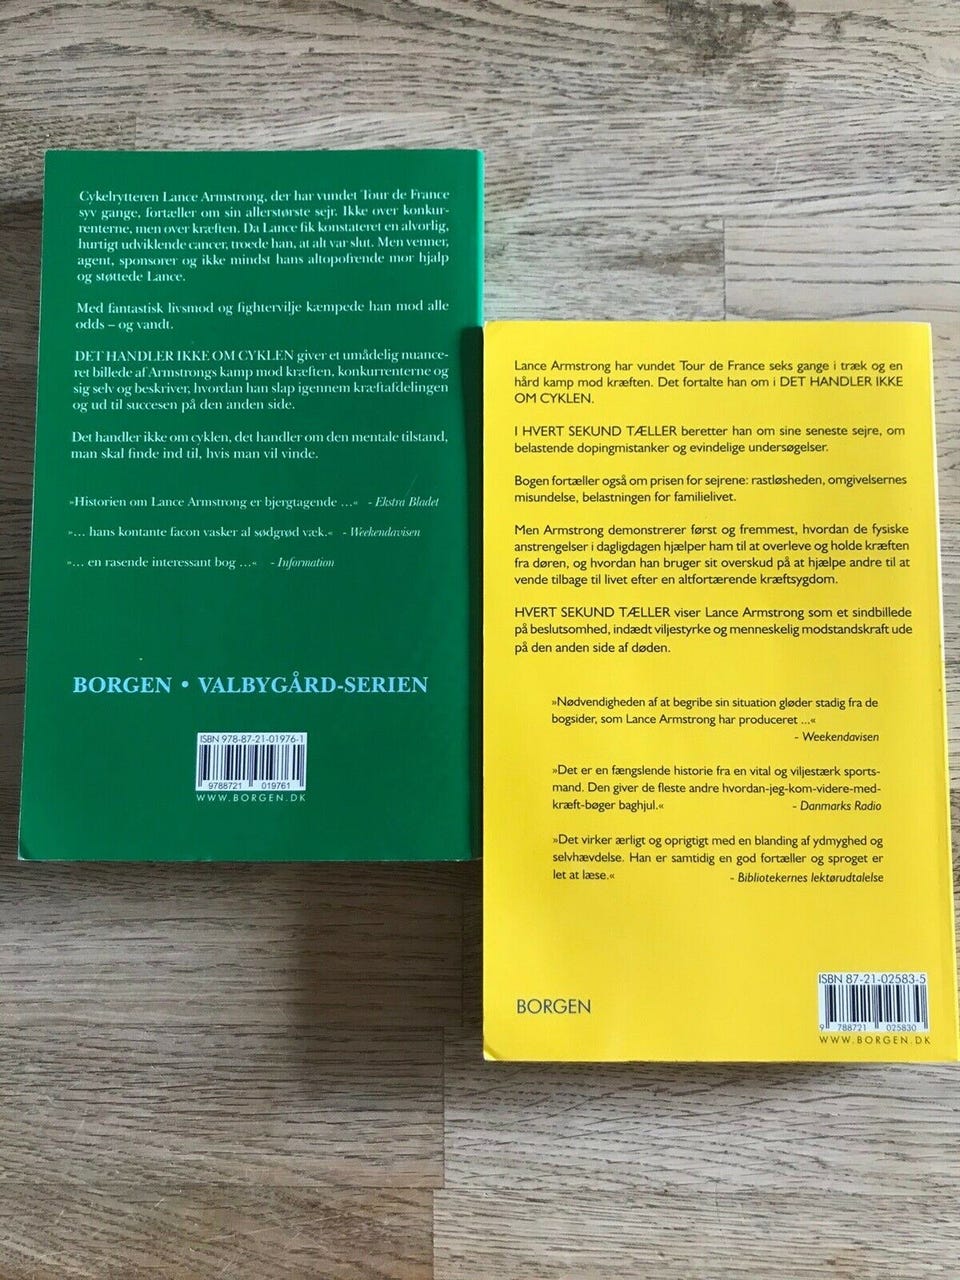 Cykelrytteren Lance Armstrong, der har vundet Tour de France
syv gange, fortæller om sin allerstørste sejr. Ikke over konkur-
renterne, men over kræften. Da Lance fik konstateret en alvorlig,
hurtigt udviklende cancer, troede han, at alt var slut. Men venner,
agent, sponsorer og ikke mindst hans altopofrende mor hjalp
og støttede Lance.
Med fantastisk livsmod og fightervilje kæmpede han mod alle
odds – og vandt.
DET HANDLER IKKE OM CYKLEN giver et umådelig nuance-
ret billede af Armstrongs kamp mod kræften, konkurrenterne og
sig selv og beskriver, hvordan han slap igennem kræftafdelingen
og ud til succesen på den anden side.
Det handler ikke om cyklen, det handler om den mentale tilstand,
man skal finde ind til, hvis man vil vinde.
»Historien om Lance Armstrong er bjergtagende ...« - Ekstra Bladet
»... hans kontante facon vasker al sødgrød væk.« - Weekendavisen
»... en rasende interessant bog ...« - Information
BORGEN • VALBYGÅRD-SERIEN
ISBN 978-87-21-01976-1
9788721 019761
WWW.BORGEN.DK
Lance Armstrong har vundet Tour de France seks gange i træk og en
hård kamp mod kræften. Det fortalte han om i DET HANDLER IKKE
OM CYKLEN.
I HVERT SEKUND TÆLLER beretter han om sine seneste sejre, om
belastende dopingmistanker og evindelige undersøgelser.
Bogen fortæller også om prisen for sejrene: rastløsheden, omgivelsernes
misundelse, belastningen for familielivet.
Men Armstrong demonstrerer først og fremmest, hvordan de fysiske
anstrengelser i dagligdagen hjælper ham til at overleve og holde kræften
fra døren, og hvordan han bruger sit overskud på at hjælpe andre til at
vende tilbage til livet efter en altfortærende kræftsygdom.
HVERT SEKUND TÆLLER viser Lance Armstrong som et sindbillede
på beslutsomhed, indædt viljestyrke og menneskelig modstandskraft ude
på den anden side af døden.
»Nødvendigheden af at begribe sin situation gløder stadig fra de
bogsider, som Lance Armstrong har produceret ...«
- Weekendavisen
»Det er en fængslende historie fra en vital og viljestærk sports-
mand. Den giver de fleste andre hvordan-jeg-kom-videre-med-
kræft-bøger baghjul.« - Danmarks Radio
»Det virker ærligt og oprigtigt med en blanding af ydmyghed og
selvhævdelse. Han er samtidig en god fortæller og sproget er
let at læse.« - Bibliotekernes lektørudtalelse
BORGEN
ISBN 87-21-02583-5
9 788721 025830
WWW.BORGEN.DK